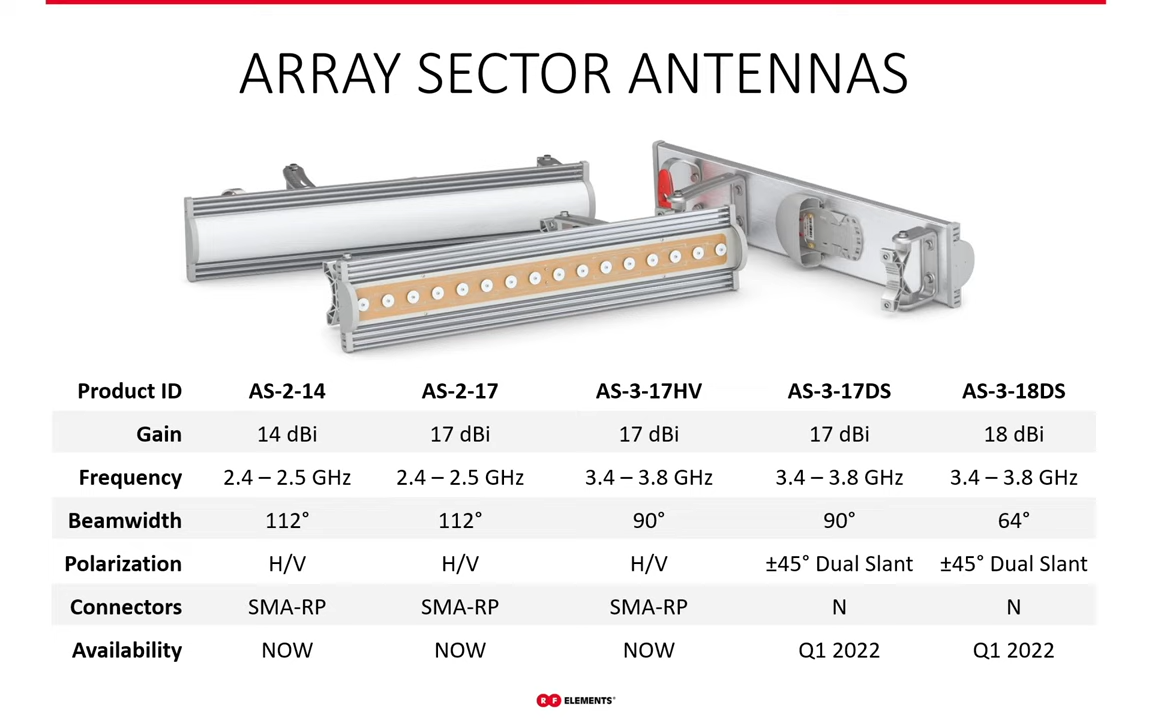 ARRAY SECTOR ANTENNAS
Product ID AS-2-14 AS-2-17 AS-3-17HV AS-3-17DS AS-3-18DS
Gain 14 dBi 17 dBi 17 dBi 17 dBi 18 dBi
Frequency 2.4 – 2.5 GHz 2.4 – 2.5 GHz 3.4 – 3.8 GHz 3.4 – 3.8 GHz 3.4 – 3.8 GHz
Beamwidth 112° 112° 90° 90° 64°
Polarization H/V H/V H/V ±45° Dual Slant ±45° Dual Slant
Connectors SMA-RP SMA-RP SMA-RP N N
Availability NOW NOW NOW Q1 2022 Q1 2022
RF ELEMENTS